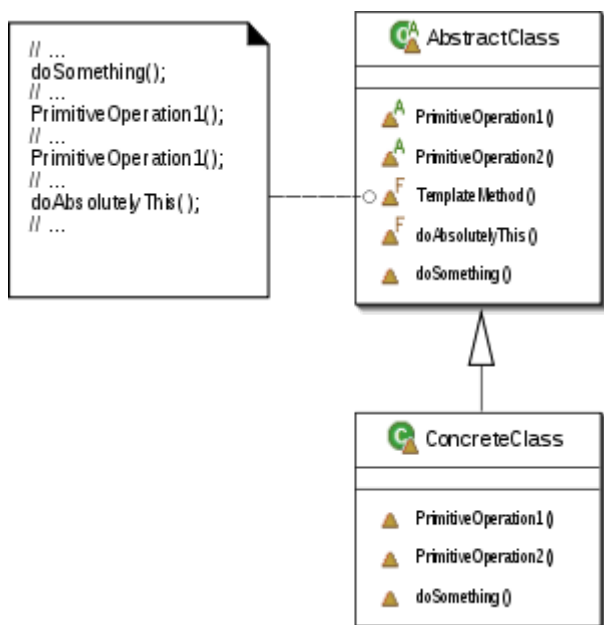 // ...
doSomething();
// ...
PrimitiveOperation1();
// ...
PrimitiveOperation1();
// ...
doAbsolutelyThis();
// ...
C A AbstractClass
A PrimitiveOperation1()
A PrimitiveOperation2()
F TemplateMethod()
F doAbsolutelyThis()
doSomething()
C ConcreteClass
PrimitiveOperation1()
PrimitiveOperation2()
doSomething()